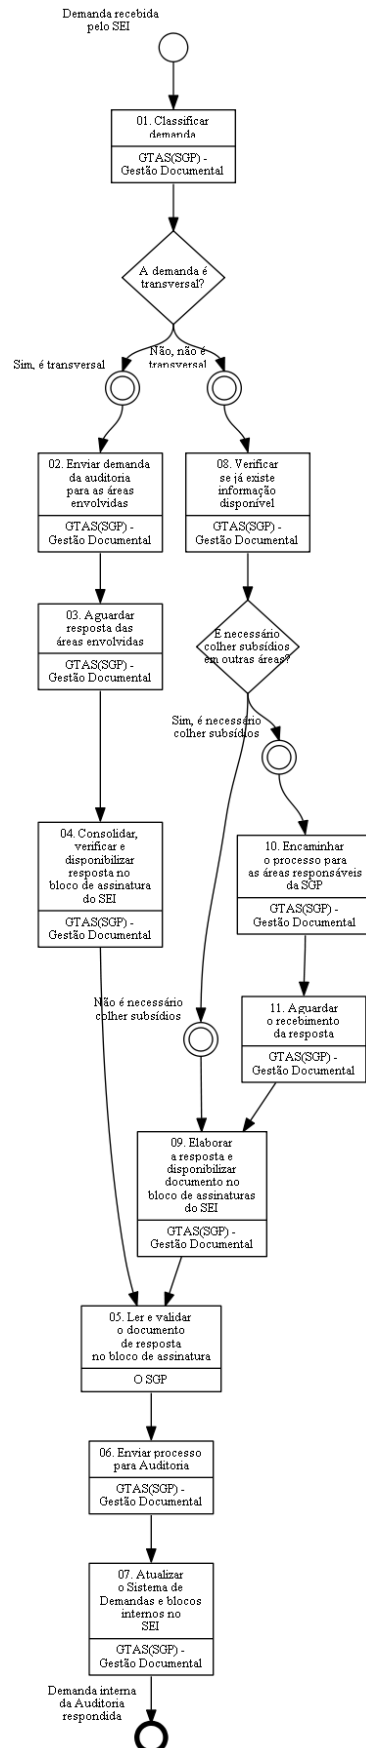 Demanda recebida
pelo SEI
01. Classificar
demanda
GTAS(SGP) -
Gestão Documental
A demanda é
transversal?
Sim, é transversal
Não, não é
transversal
02. Enviar demanda
da auditoria
para as áreas
envolvidas
GTAS(SGP) -
Gestão Documental
08. Verificar
se já existe
informação
disponível
GTAS(SGP) -
Gestão Documental
03. Aguardar
resposta das
áreas envolvidas
GTAS(SGP) -
Gestão Documental
É necessário
colher subsídios
em outras áreas?
Sim, é necessário
colher subsídios
04. Consolidar,
verificar e
disponibilizar
resposta no
bloco de assinatura
do SEI
GTAS(SGP) -
Gestão Documental
10. Encaminhar
o processo para
as áreas responsáveis
da SGP
GTAS(SGP) -
Gestão Documental
Não é necessário
colher subsídios
11. Aguardar
o recebimento
da resposta
GTAS(SGP) -
Gestão Documental
09. Elaborar
a resposta e
disponibilizar
documento no
bloco de assinaturas
do SEI
GTAS(SGP) -
Gestão Documental
05. Ler e validar
o documento
de resposta
no bloco de assinatura
O SGP
06. Enviar processo
para Auditoria
GTAS(SGP) -
Gestão Documental
07. Atualizar
o Sistema de
Demandas e blocos
internos no
SEI
GTAS(SGP) -
Gestão Documental
Demanda interna
da Auditoria
respondida